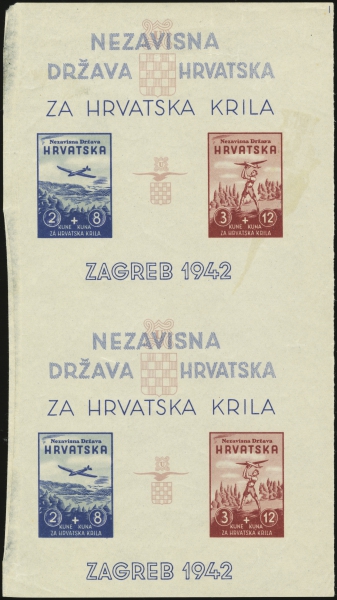 NEZAVISNA
DRŽAVA HRVATSKA
ZA HRVATSKA KRILA
Nezavisna Država
HRVATSKA
2 + 8
KUNE KUNA
ZA HRVATSKA KRILA
Nezavisna Država
HRVATSKA
3 + 12
KUNE KUNA
ZA HRVATSKA KRILA
ZAGREB 1942
NEZAVISNA
DRŽAVA HRVATSKA
ZA HRVATSKA KRILA
Nezavisna Država
HRVATSKA
2 + 8
KUNE KUNA
ZA HRVATSKA KRILA
Nezavisna Država
HRVATSKA
3 + 12
KUNE KUNA
ZA HRVATSKA KRILA
ZAGREB 1942